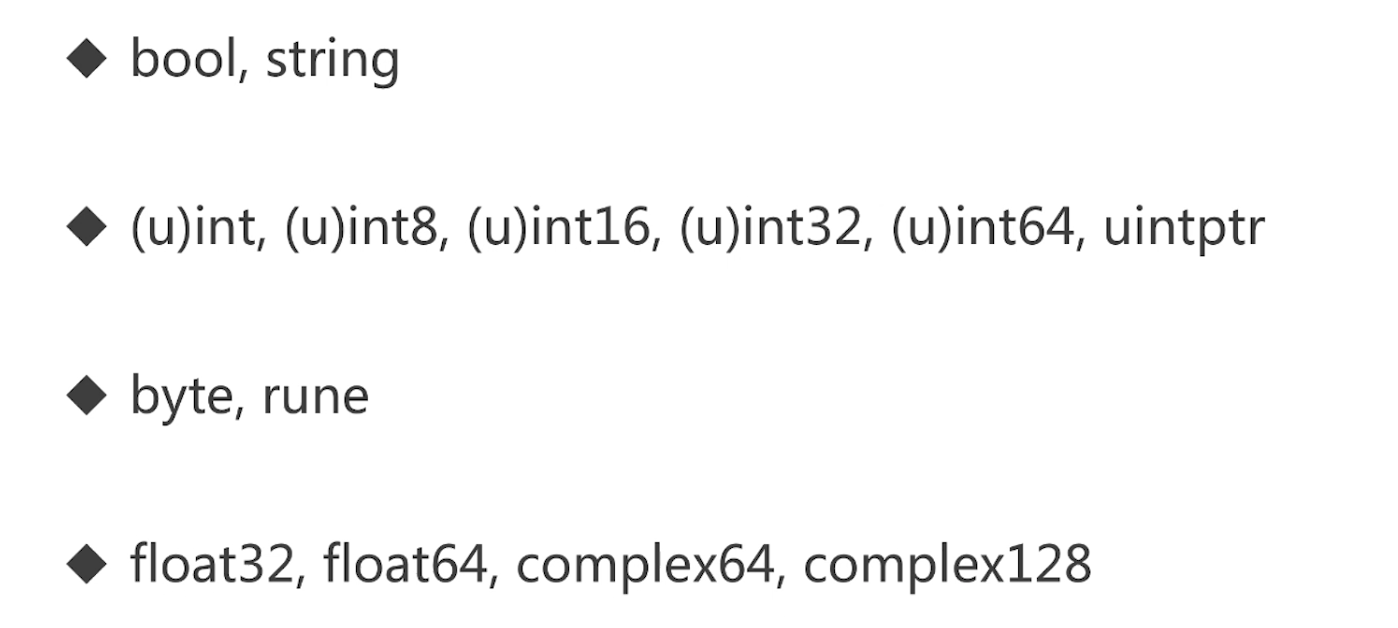 ◆ bool, string
◆ (u)int, (u)int8, (u)int16, (u)int32, (u)int64, uintptr
◆ byte, rune
◆ float32, float64, complex64, complex128